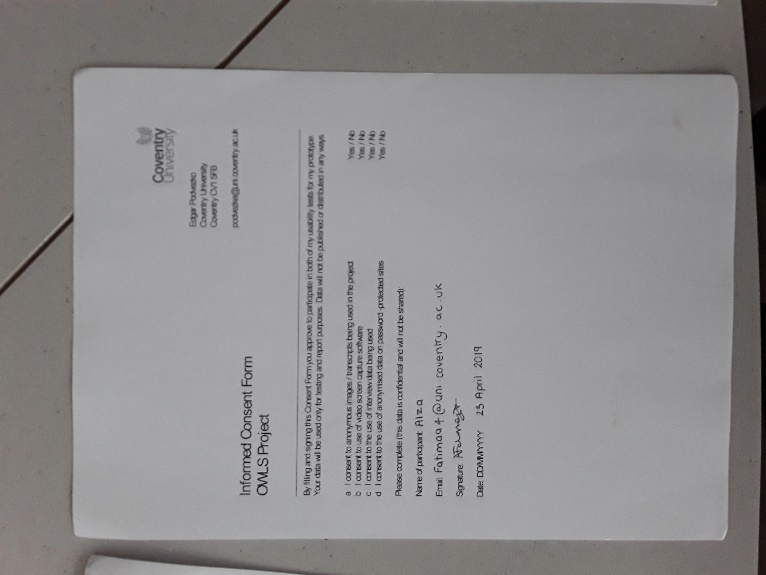 Coventry
University
Edgar Podvezko
Coventry University
Coventry CV1 5FB
podvezke@uni.coventry.ac.uk
Informed Consent Form
OWLS Project
By filling and signing this Consent Form you approve to participate in both of my usability tests for my prototype.
Your data will be used only for testing and report purposes. Data will not be published or distributed in any ways.
a I consent to anonymous images / transcripts being used in the project Yes / No
b I consent to use of video screen capture software Yes / No
c I consent to the use of interview data being used Yes / No
d I consent to the use of anonymised data on password-protected sites Yes / No
Please complete (this data is confidential and will not be shared)
Name of participant: Aiza
Email: Fatimaa4@uni.coventry.ac.uk
Signature:
Date: DD/MM/YYYY 25 April 2019